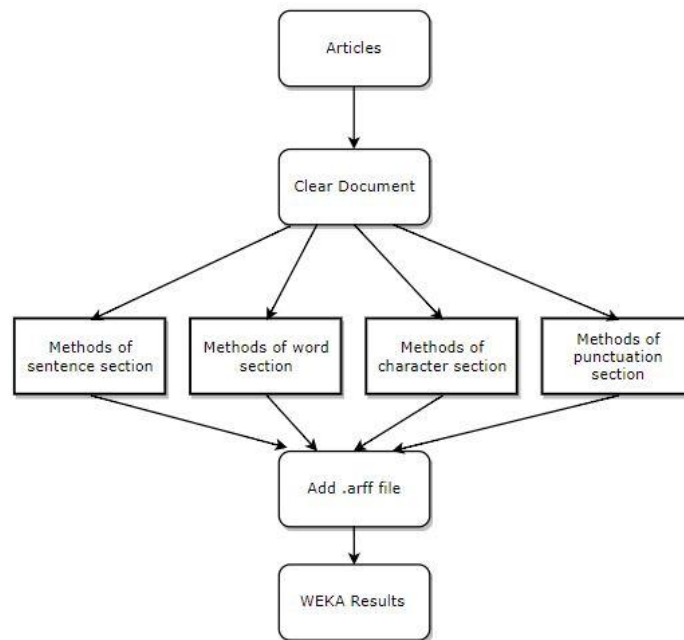 Articles
Clear Document
Methods of
sentence section
Methods of word
section
Methods of
character section
Methods of
punctuation
section
Add .arff file
WEKA Results